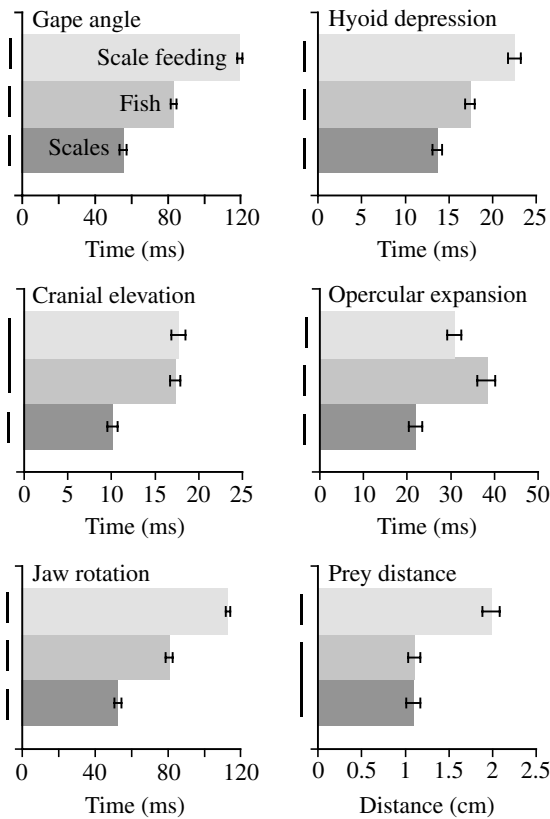 Gape angle
Scale feeding
Fish
Scales
0 40 80 120
Time (ms)
Hyoid depression
0 5 10 15 20 25
Time (ms)
Cranial elevation
0 5 10 15 20 25
Time (ms)
Opercular expansion
0 10 20 30 40 50
Time (ms)
Jaw rotation
0 40 80 120
Time (ms)
Prey distance
0 0.5 1 1.5 2 2.5
Distance (cm)